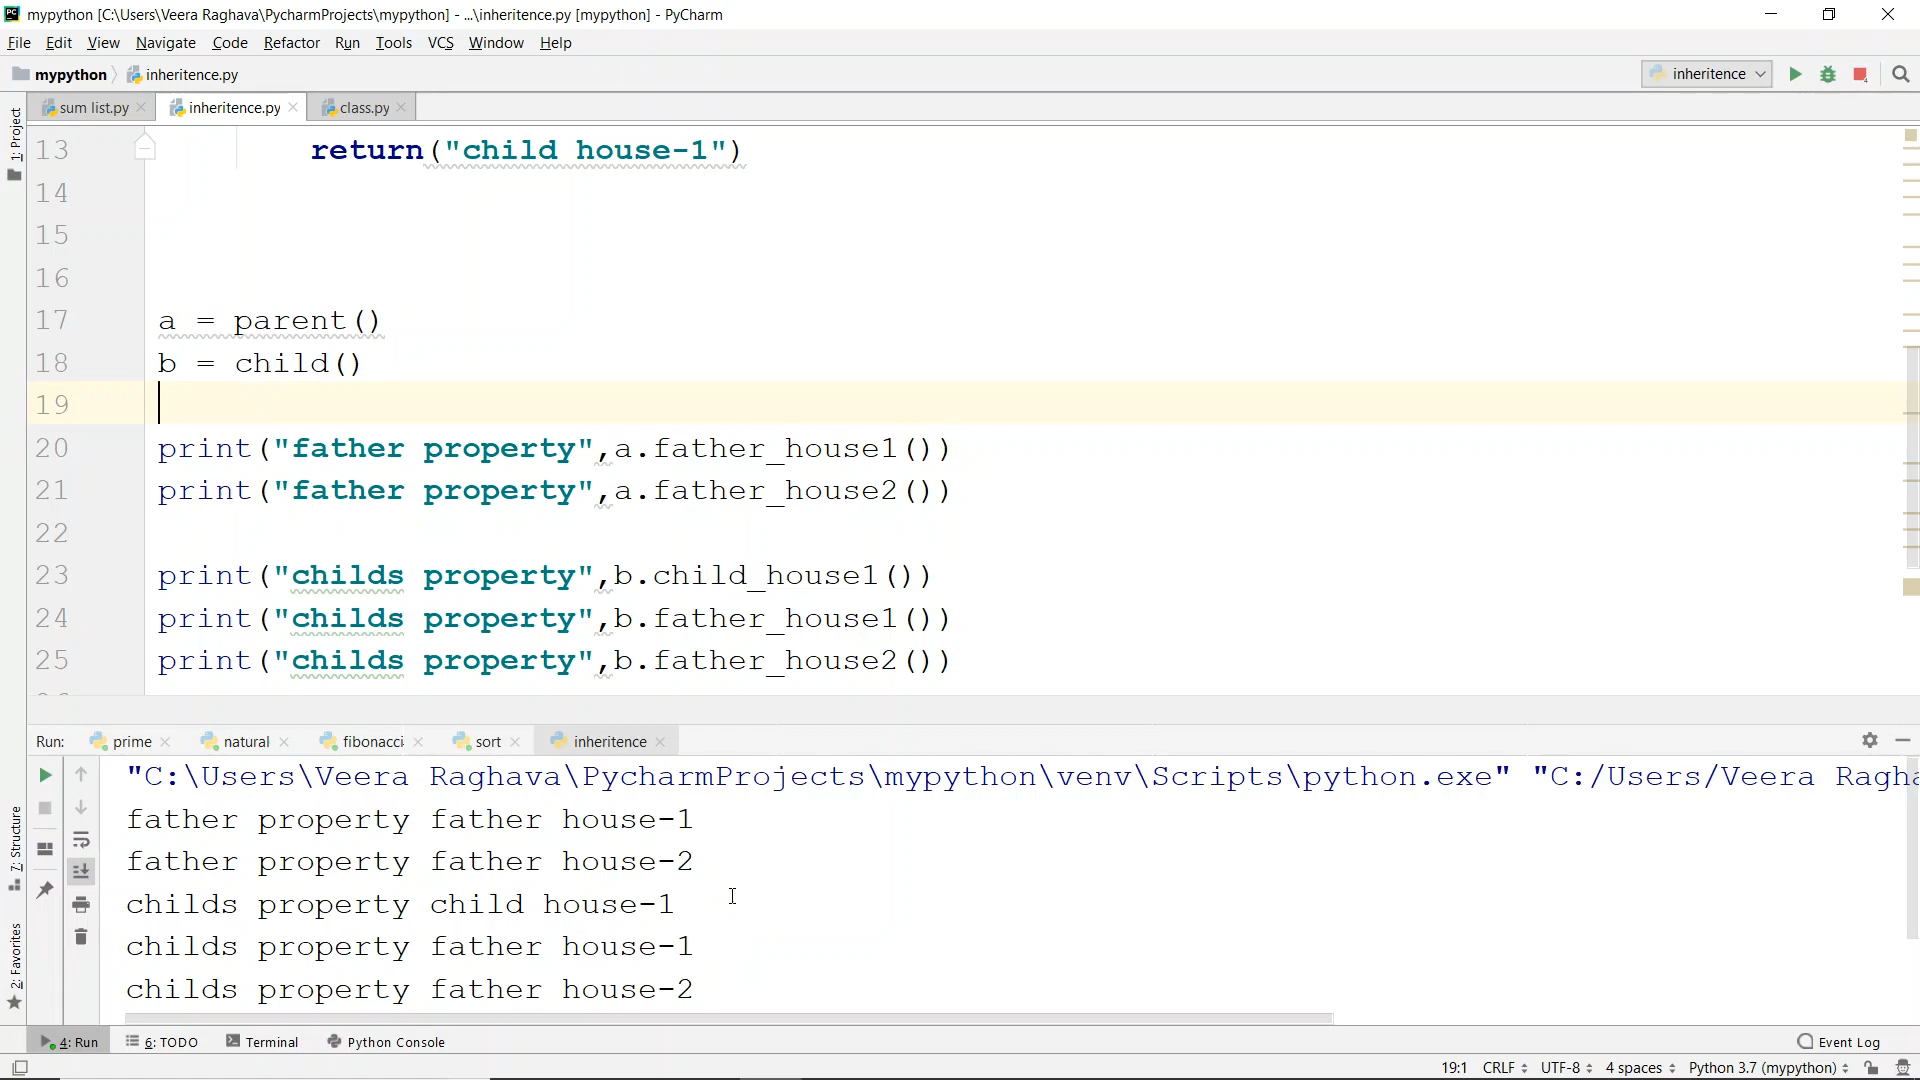 mypython [C:\Users\Veera Raghava\PycharmProjects\mypython] - ...\inheritence.py [mypython] - PyCharm
File Edit View Navigate Code Refactor Run Tools VCS Window Help
mypython inheritence.py inheritence
sum list.py inheritence.py class.py
1: Project
13 return("child house-1")
14
15
16
17 a = parent()
18 b = child()
19
20 print("father property",a.father_house1())
21 print("father property",a.father_house2())
22
23 print("childs property",b.child_house1())
24 print("childs property",b.father_house1())
25 print("childs property",b.father_house2())
Run: prime natural fibonacci sort inheritence
"C:\Users\Veera Raghava\PycharmProjects\mypython\venv\Scripts\python.exe" "C:/Users/Veera Ragha
father property father house-1
father property father house-2
childs property child house-1
childs property father house-1
childs property father house-2
7: Structure
2: Favorites
4: Run 6: TODO Terminal Python Console Event Log
19:1 CRLF UTF-8 4 spaces Python 3.7 (mypython)